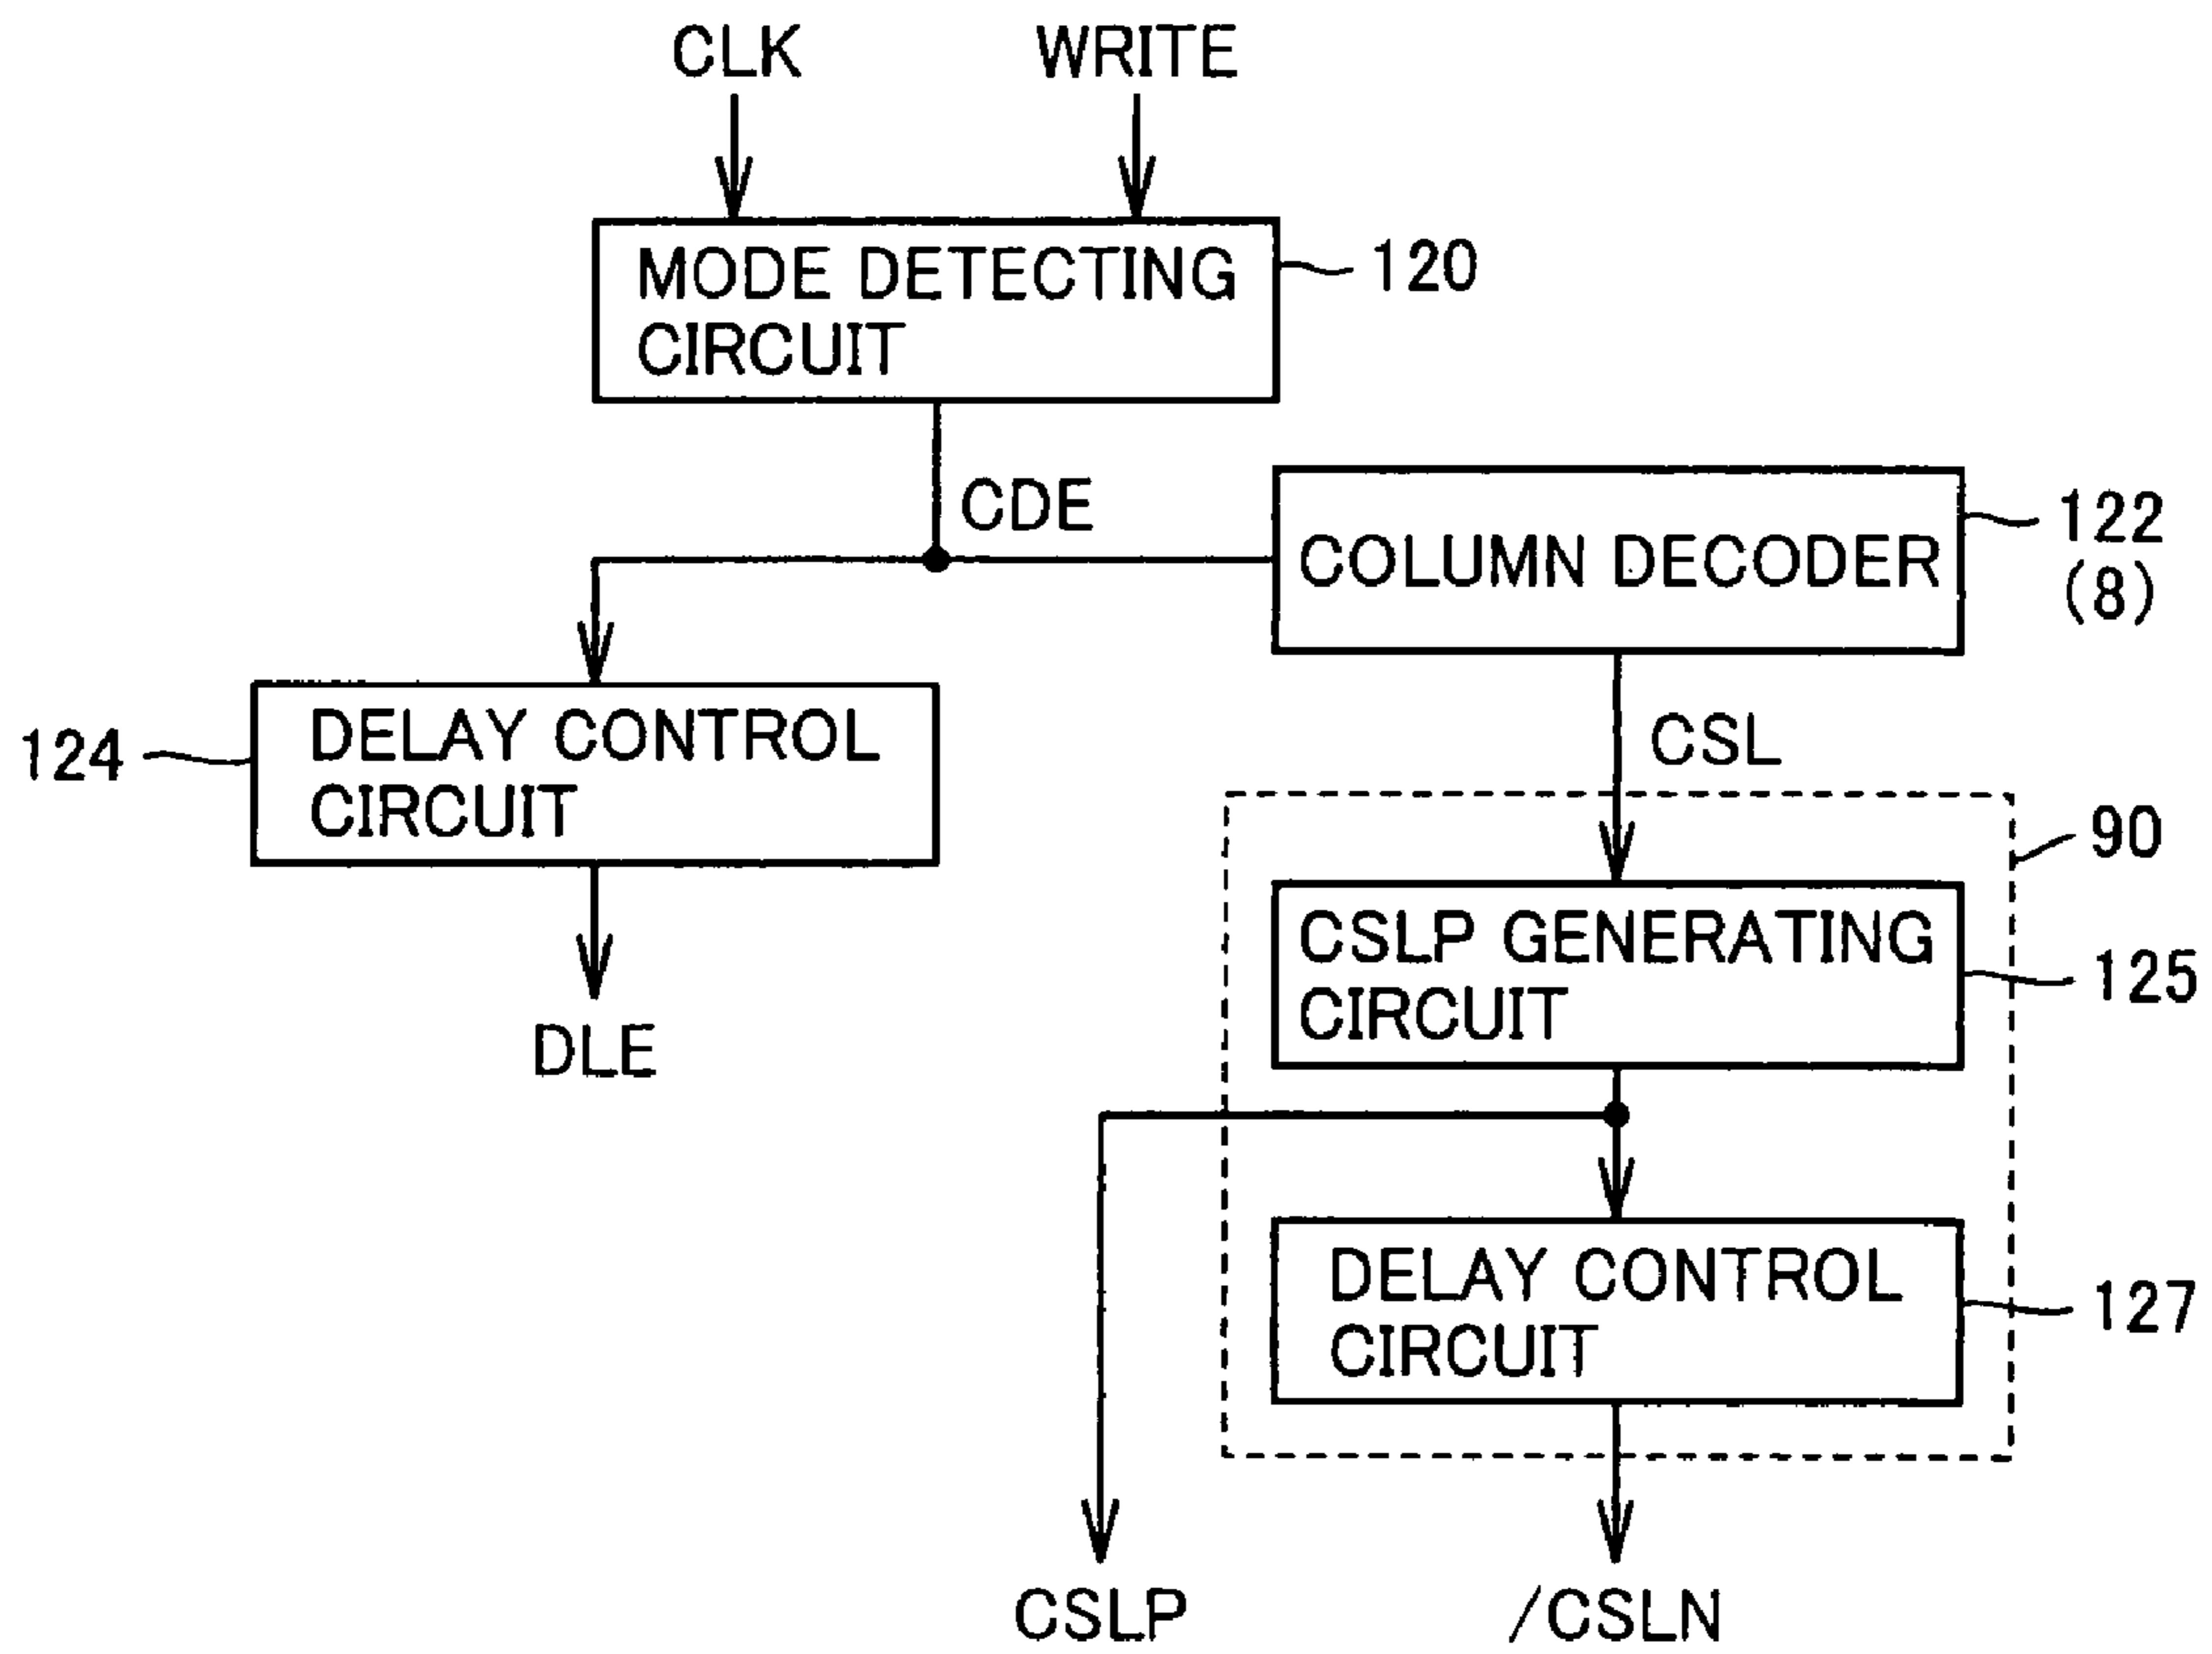 CLK
WRITE
MODE DETECTING
CIRCUIT
120
CDE
COLUMN DECODER
122
(8)
DELAY CONTROL
CIRCUIT
124
CSL
90
CSLP GENERATING
CIRCUIT
125
DLE
DELAY CONTROL
CIRCUIT
127
CSLP
/CSLN